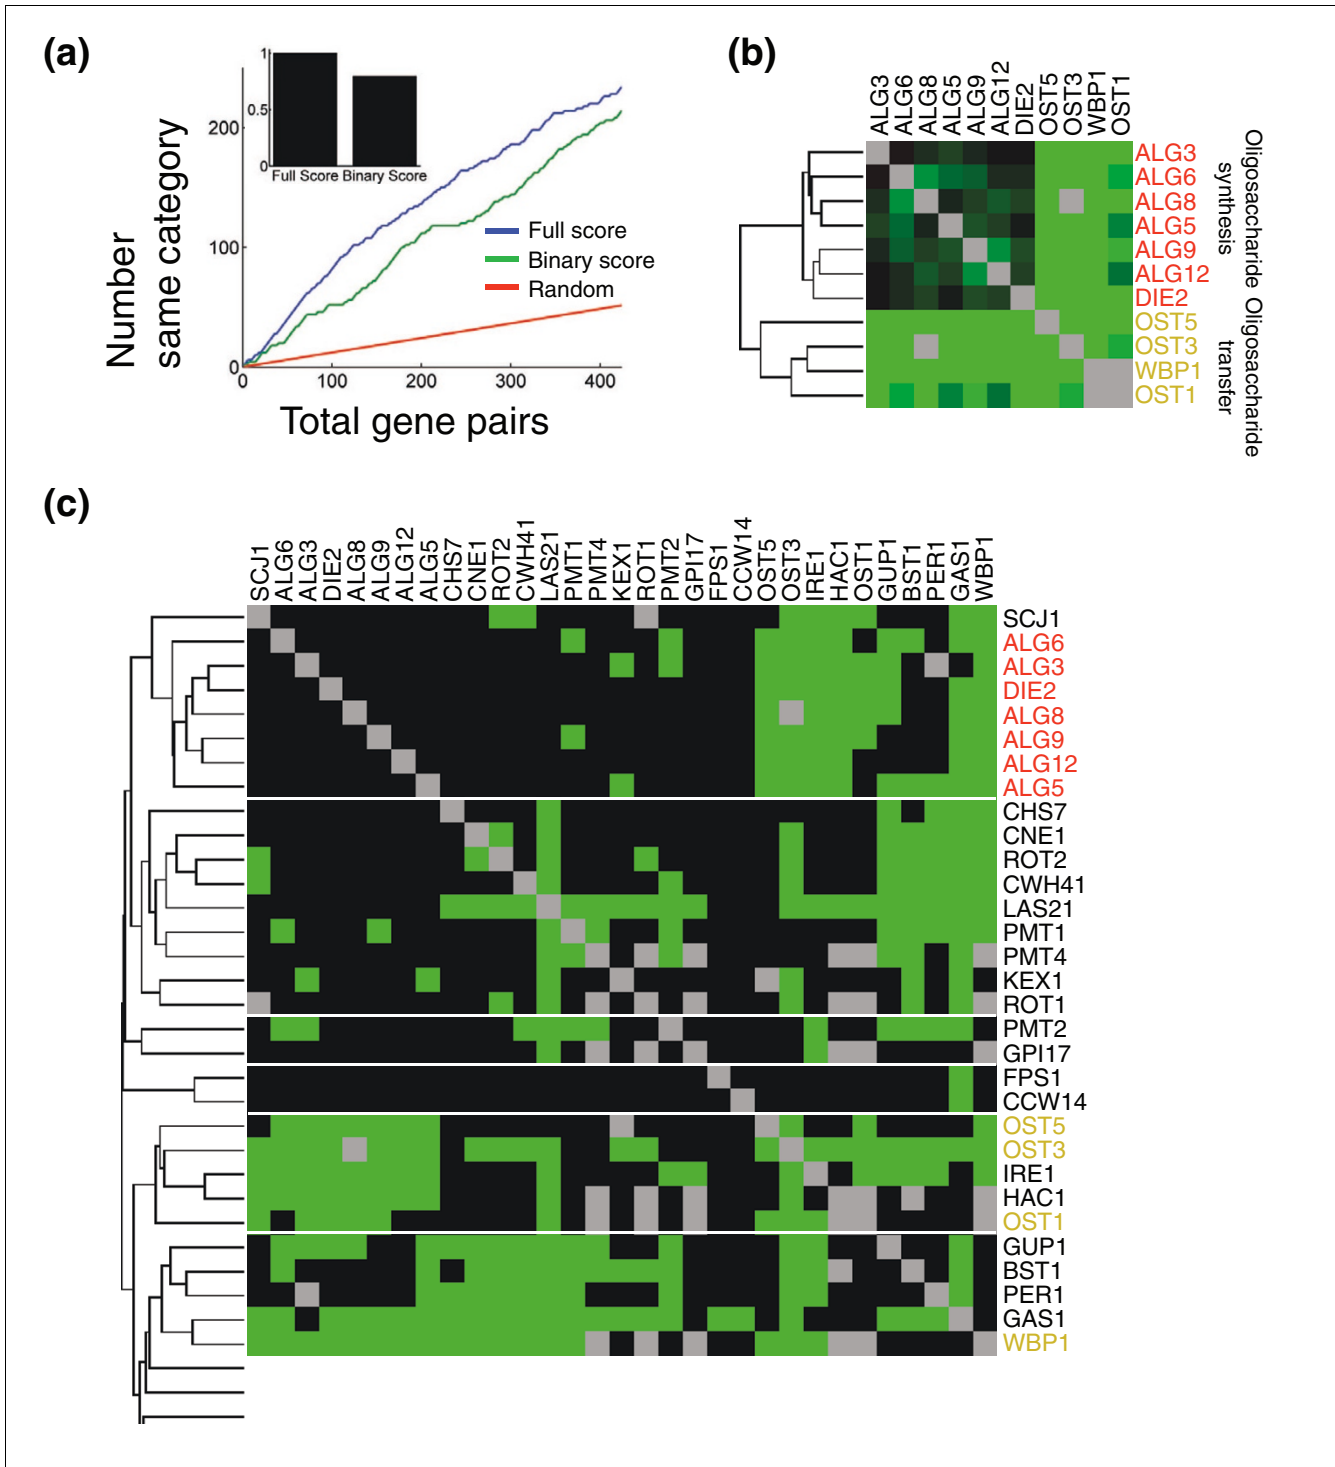 (a)
1
0.5
0
Full Score Binary Score
200
100
0
0 100 200 300 400
Number
same category
Total gene pairs
Full score
Binary score
Random
(b)
ALG3
ALG6
ALG8
ALG5
ALG9
ALG12
DIE2
OST5
OST3
WBP1
OST1
ALG3
ALG6
ALG8
ALG5
ALG9
ALG12
DIE2
OST5
OST3
WBP1
OST1
Oligosaccharide
synthesis
Oligosaccharide
transfer
(c)
SCJ1
ALG6
ALG3
DIE2
ALG8
ALG9
ALG12
ALG5
CHS7
CNE1
ROT2
CWH41
LAS21
PMT1
PMT4
KEX1
ROT1
PMT2
GPI17
FPS1
CCW14
OST5
OST3
IRE1
HAC1
OST1
GUP1
BST1
PER1
GAS1
WBP1
SCJ1
ALG6
ALG3
DIE2
ALG8
ALG9
ALG12
ALG5
CHS7
CNE1
ROT2
CWH41
LAS21
PMT1
PMT4
KEX1
ROT1
PMT2
GPI17
FPS1
CCW14
OST5
OST3
IRE1
HAC1
OST1
GUP1
BST1
PER1
GAS1
WBP1